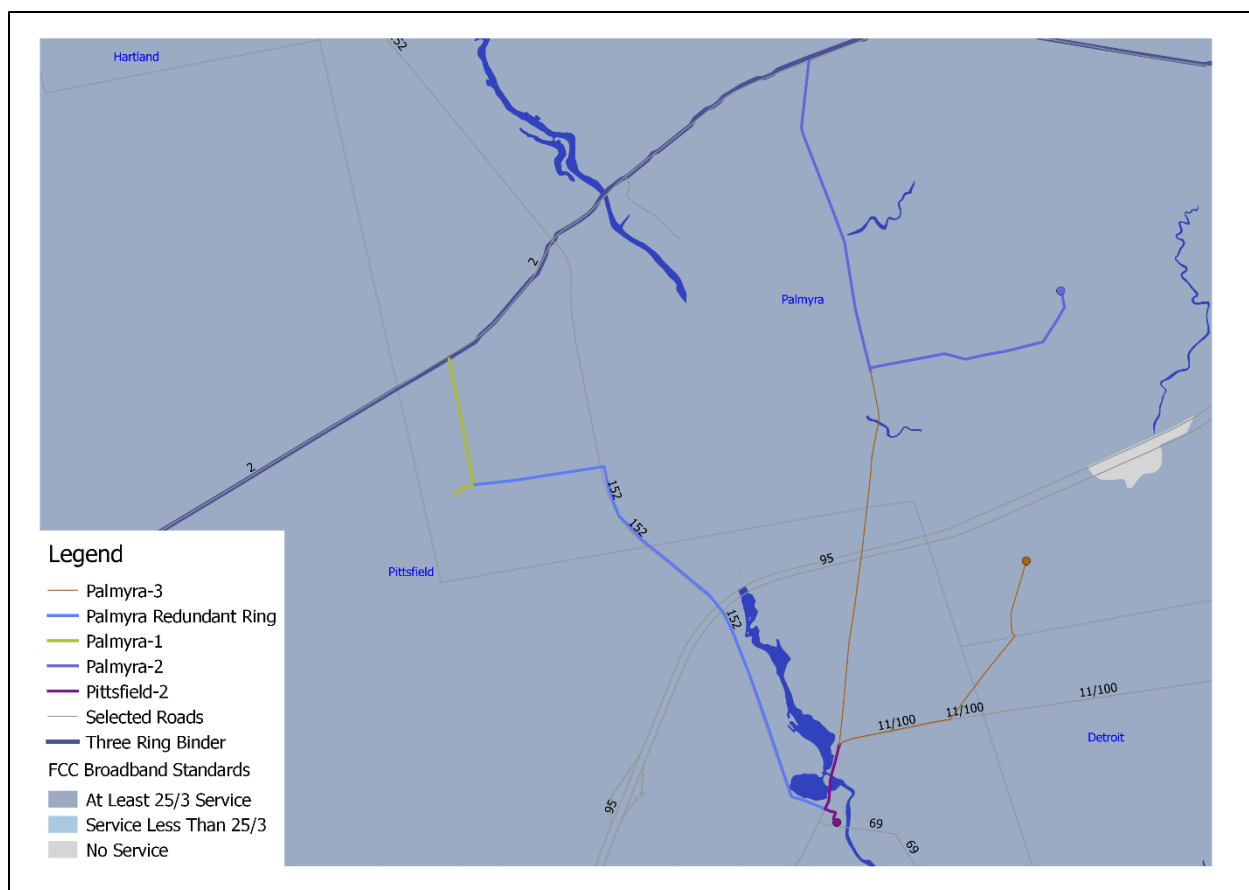 152
Hartland
2
Palmyra
2
152
152
Pittsfield
95
152
11/100
11/100
11/100
Detroit
95
69
69
Legend
Palmyra-3
Palmyra Redundant Ring
Palmyra-1
Palmyra-2
Pittsfield-2
Selected Roads
Three Ring Binder
FCC Broadband Standards
At Least 25/3 Service
Service Less Than 25/3
No Service